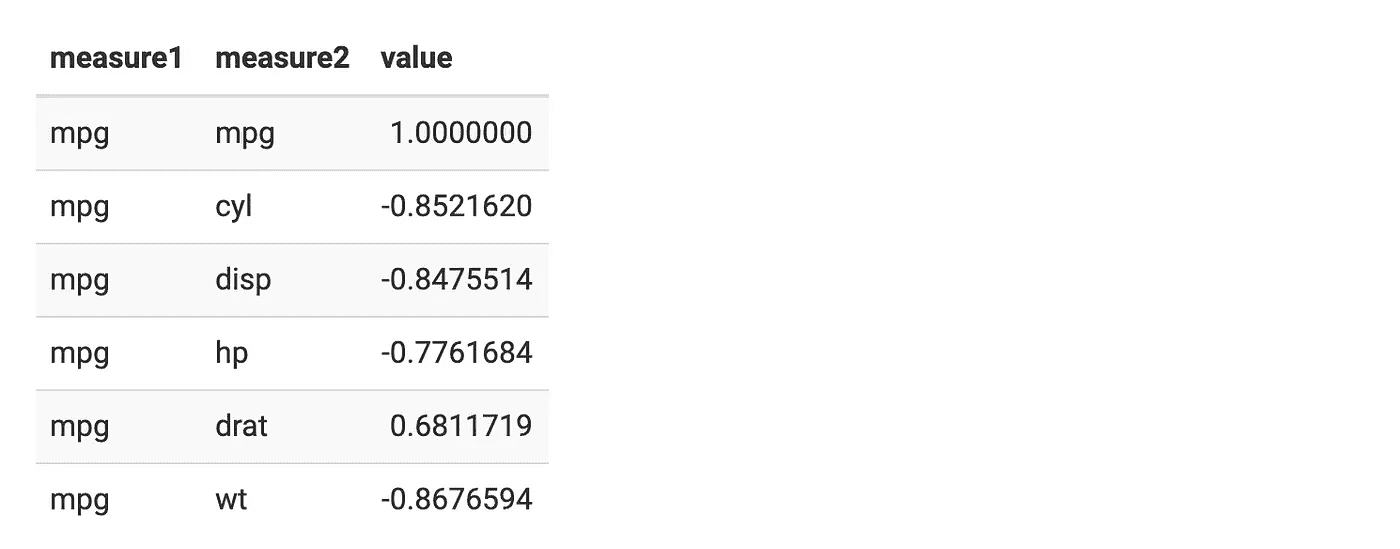 measure1 measure2 value
mpg mpg 1.0000000
mpg cyl -0.8521620
mpg disp -0.8475514
mpg hp -0.7761684
mpg drat 0.6811719
mpg wt -0.8676594